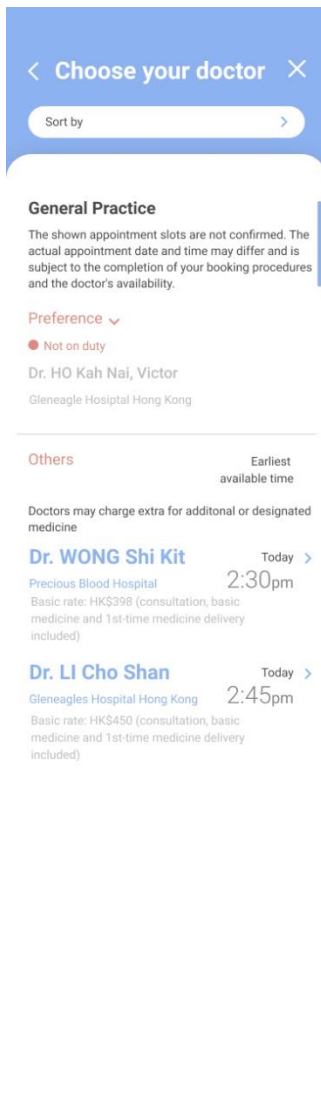 Choose your doctor
Sort by
General Practice
The shown appointment slots are not confirmed. The
actual appointment date and time may differ and is
subject to the completion of your booking procedures
and the doctor's availability.
Preference
Not on duty
Dr. HO Kah Nai, Victor
Gleneagle Hosiptal Hong Kong
Others
Earliest
available time
Doctors may charge extra for additonal or designated
medicine
Dr. WONG Shi Kit
Today
Precious Blood Hospital
2:30pm
Basic rate: HK$398 (consultation, basic
medicine and 1st-time medicine delivery
included)
Dr. LI Cho Shan
Today
Gleneagles Hospital Hong Kong
2:45pm
Basic rate: HK$450 (consultation, basic
medicine and 1st-time medicine delivery
included)